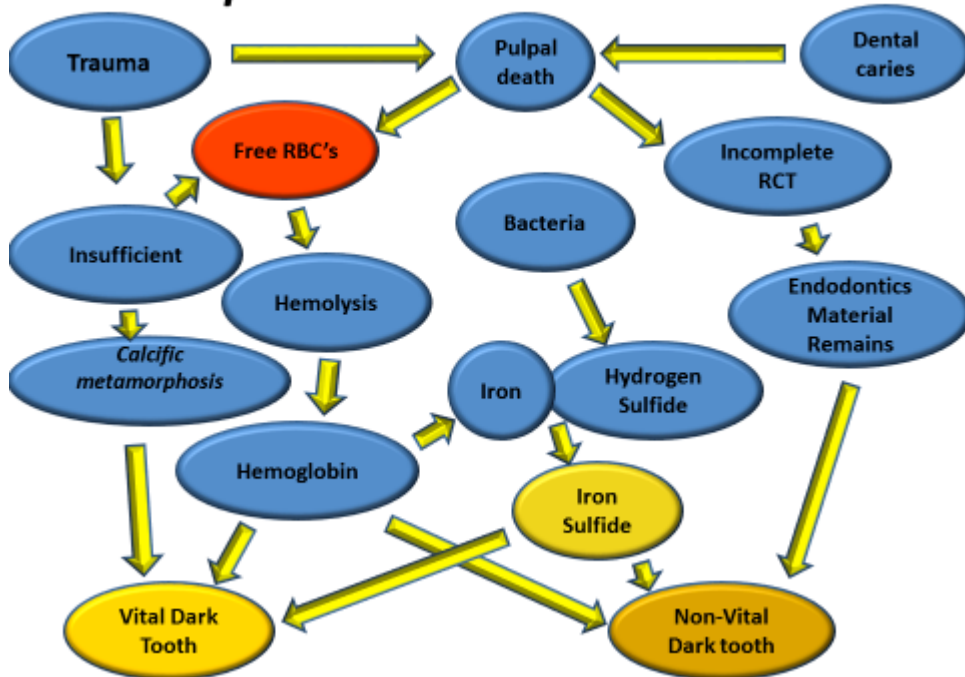 Trauma
Pulpal
death
Dental
caries
Free RBC's
Incomplete
RCT
Bacteria
Insufficient
Hemolysis
Endodontics
Material
Remains
Calcific
metamorphosis
Iron
Hydrogen
Sulfide
Hemoglobin
Iron
Sulfide
Vital Dark
Tooth
Non-Vital
Dark tooth